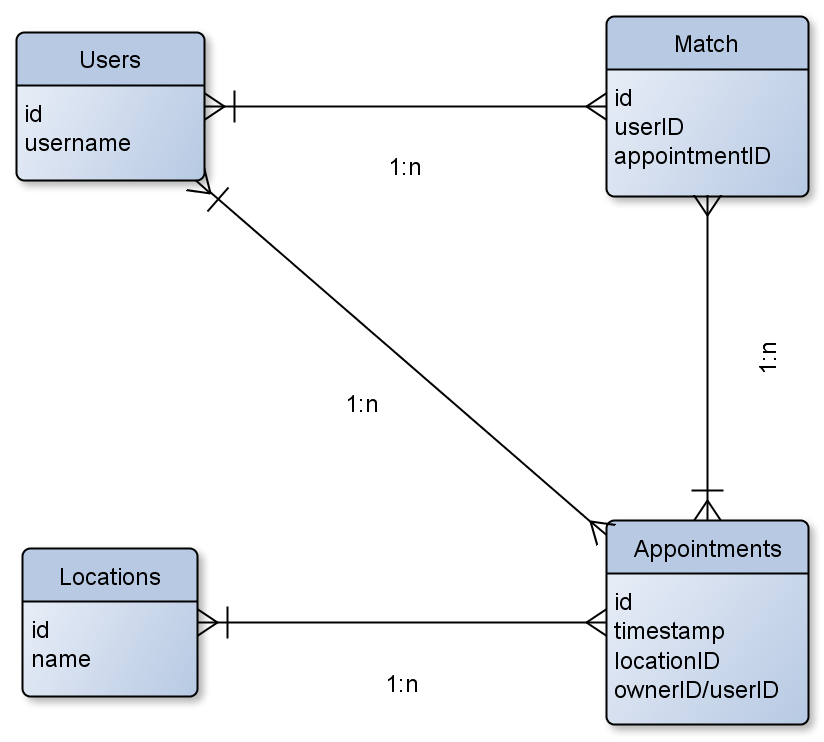 Users
id
username
Match
id
userID
appointmentID
1:n
1:n
1:n
Locations
id
name
1:n
Appointments
id
timestamp
locationID
ownerID/userID